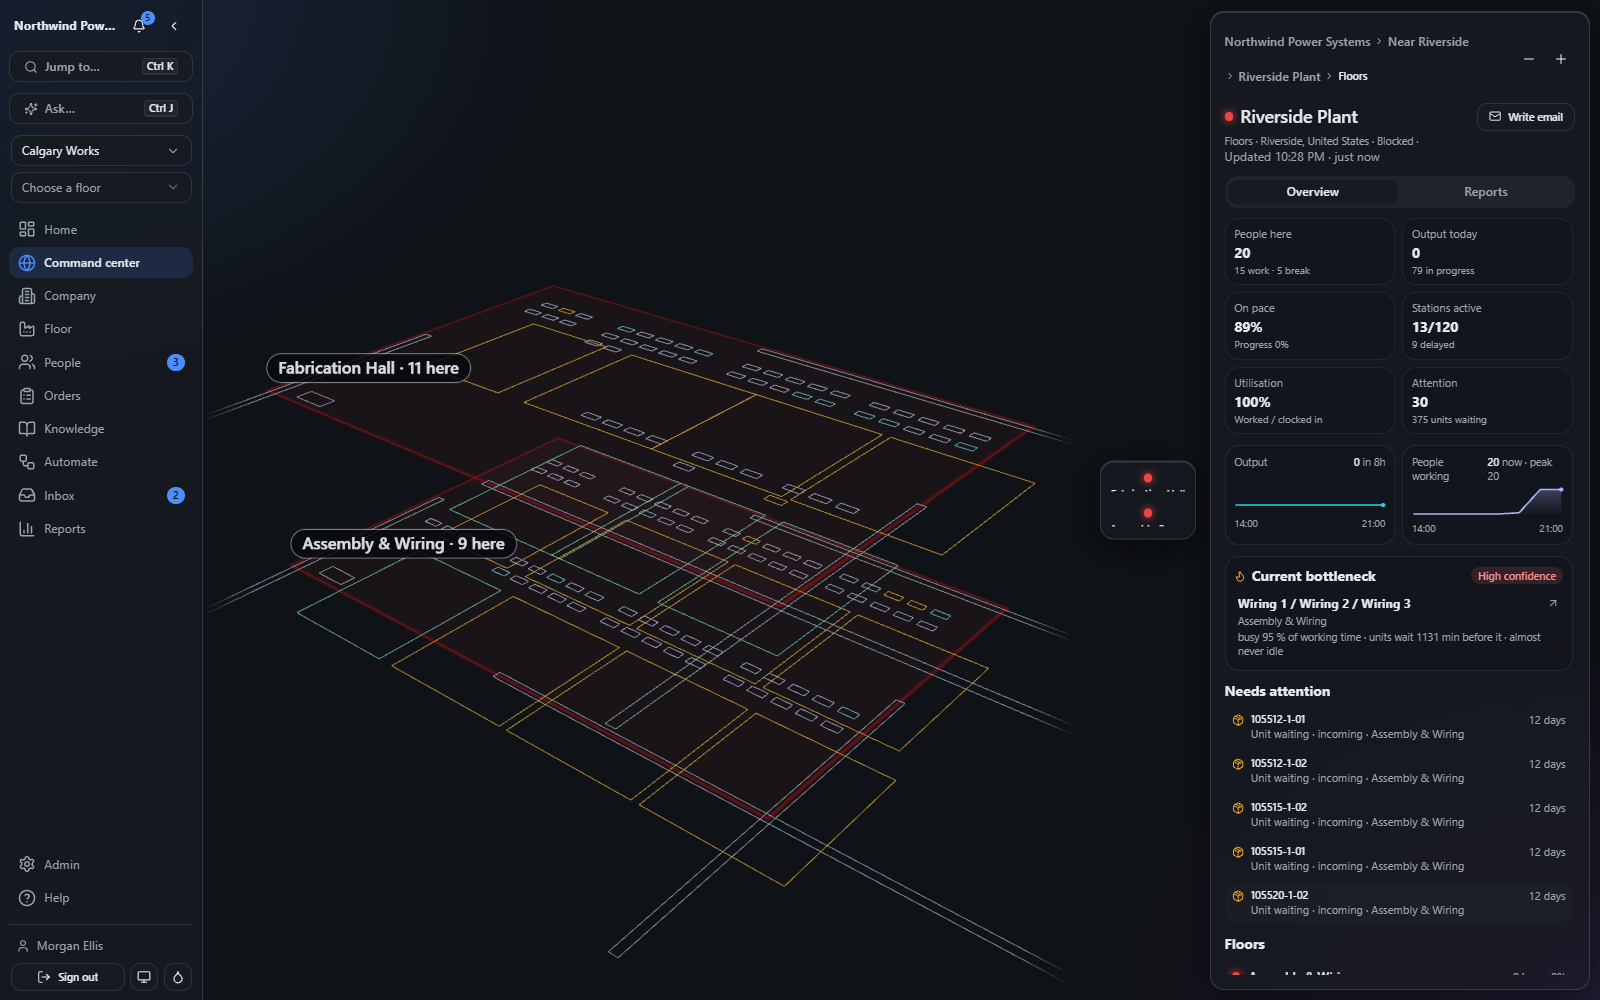 Northwind Pow...
5
Jump to...
Ctrl K
Ask...
Ctrl J
Calgary Works
Choose a floor
Home
Command center
Company
Floor
People
3
Orders
Knowledge
Automate
Inbox
2
Reports
Admin
Help
Morgan Ellis
Sign out
Fabrication Hall · 11 here
Assembly & Wiring · 9 here
Northwind Power Systems › Near Riverside
› Riverside Plant › Floors
Riverside Plant
Write email
Floors · Riverside, United States · Blocked ·
Updated 10:28 PM · just now
Overview
Reports
People here
20
15 work · 5 break
Output today
0
79 in progress
On pace
89%
Progress 0%
Stations active
13/120
9 delayed
Utilisation
100%
Worked / clocked in
Attention
30
375 units waiting
Output
0 in 8h
14:00
21:00
People working
20 now · peak 20
14:00
21:00
Current bottleneck
High confidence
Wiring 1 / Wiring 2 / Wiring 3
Assembly & Wiring
busy 95 % of working time · units wait 1131 min before it · almost
never idle
Needs attention
105512-1-01
12 days
Unit waiting · incoming · Assembly & Wiring
105512-1-02
12 days
Unit waiting · incoming · Assembly & Wiring
105515-1-02
12 days
Unit waiting · incoming · Assembly & Wiring
105515-1-01
12 days
Unit waiting · incoming · Assembly & Wiring
105520-1-02
12 days
Unit waiting · incoming · Assembly & Wiring
Floors